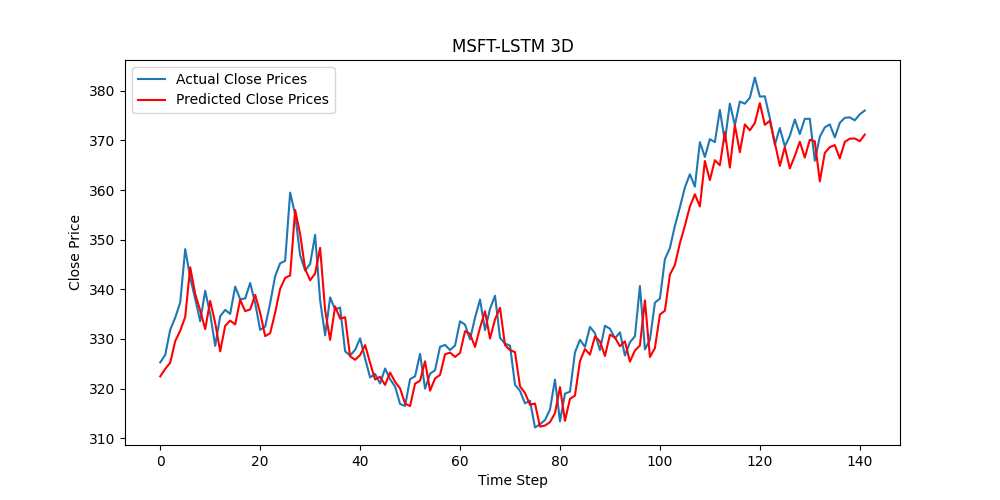 MSFT-LSTM 3D
Actual Close Prices
Predicted Close Prices
Close Price
380
370
360
350
340
330
320
310
0 20 40 60 80 100 120 140
Time Step